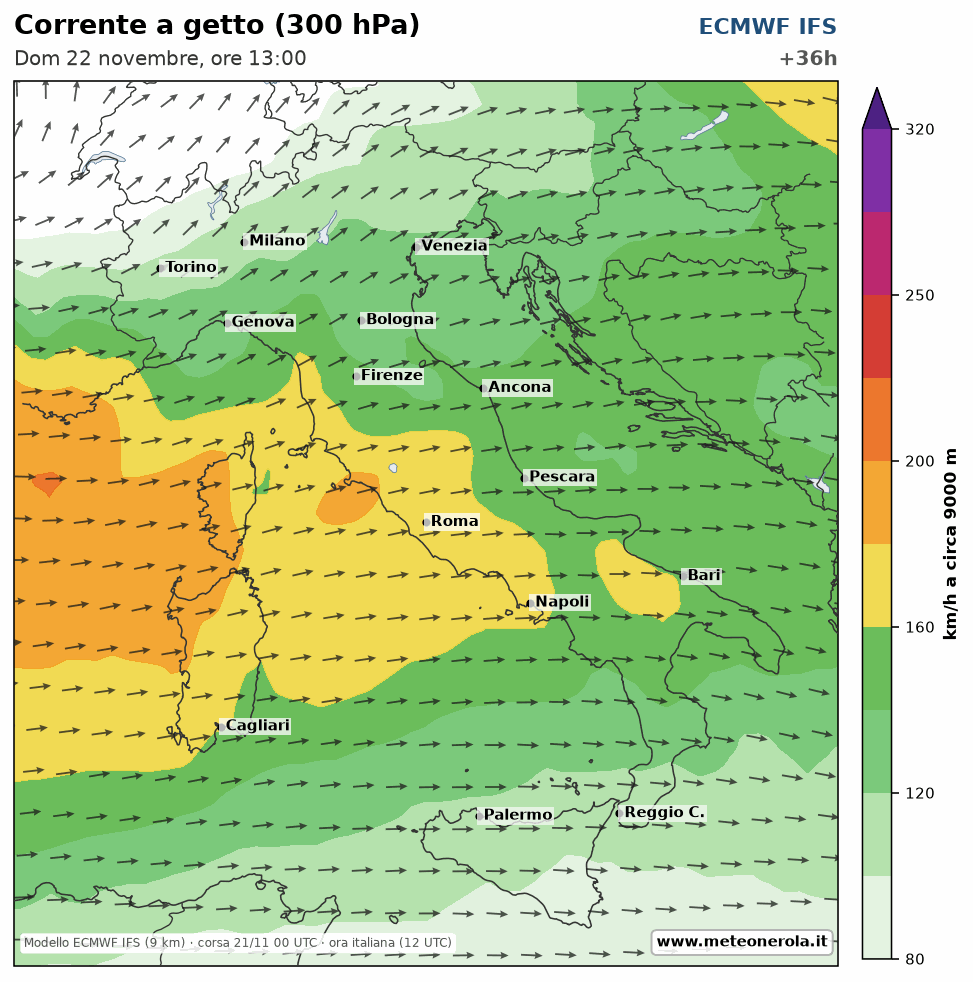 Corrente a getto (300 hPa)
ECMWF IFS
Dom 22 novembre, ore 13:00
+36h
320
Milano
Venezia
Torino
250
Genova
Bologna
Firenze
Ancona
200
Pescara
Roma
km/h a circa 9000 m
Bari
Napoli
160
Cagliari
120
Palermo
Reggio C.
Modello ECMWF IFS (9 km) · corsa 21/11 00 UTC · ora italiana (12 UTC)
www.meteonerola.it
80